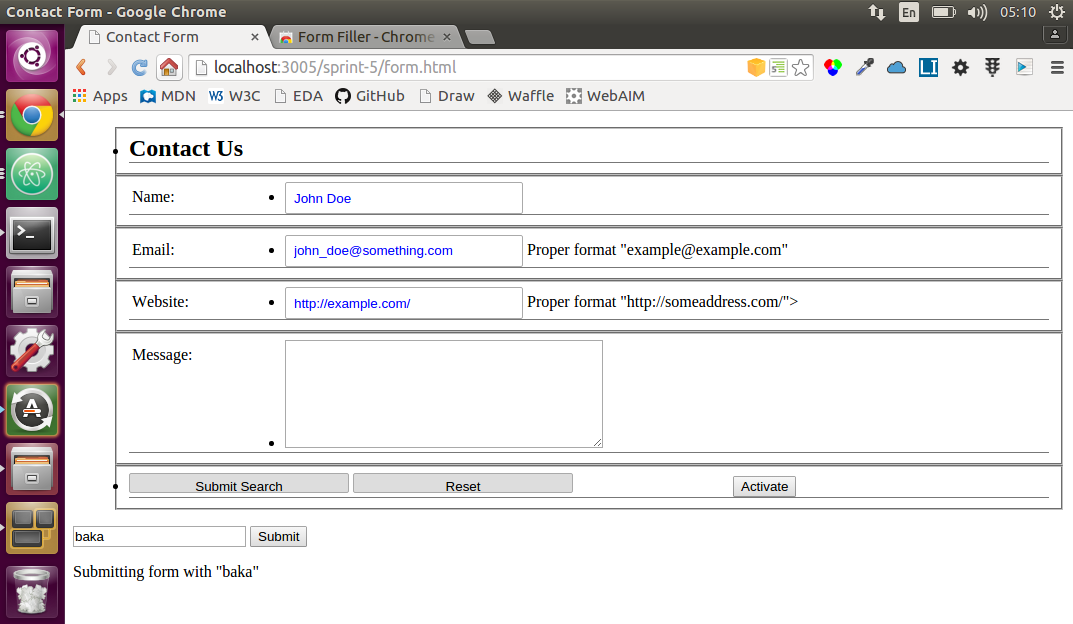 Contact Form - Google Chrome En 05:10
Contact Form × Form Filler - Chrome ×
localhost:3005/sprint-5/form.html
Apps MDN W3 W3C EDA GitHub Draw Waffle WebAIM
Contact Us
Name: John Doe
Email: john_doe@something.com Proper format "example@example.com"
Website: http://example.com/ Proper format "http://someaddress.com/">
Message:
Submit Search Reset Activate
baka Submit
Submitting form with "baka"